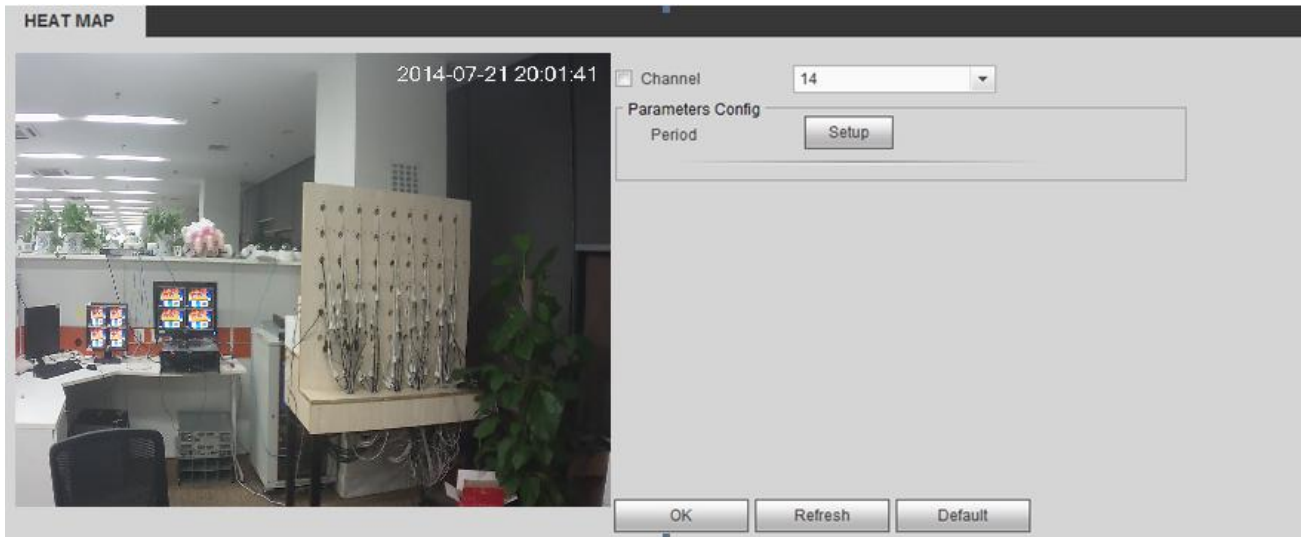 HEAT MAP
2014-07-21 20:01:41
Channel 14
Parameters Config
Period Setup
OK Refresh Default